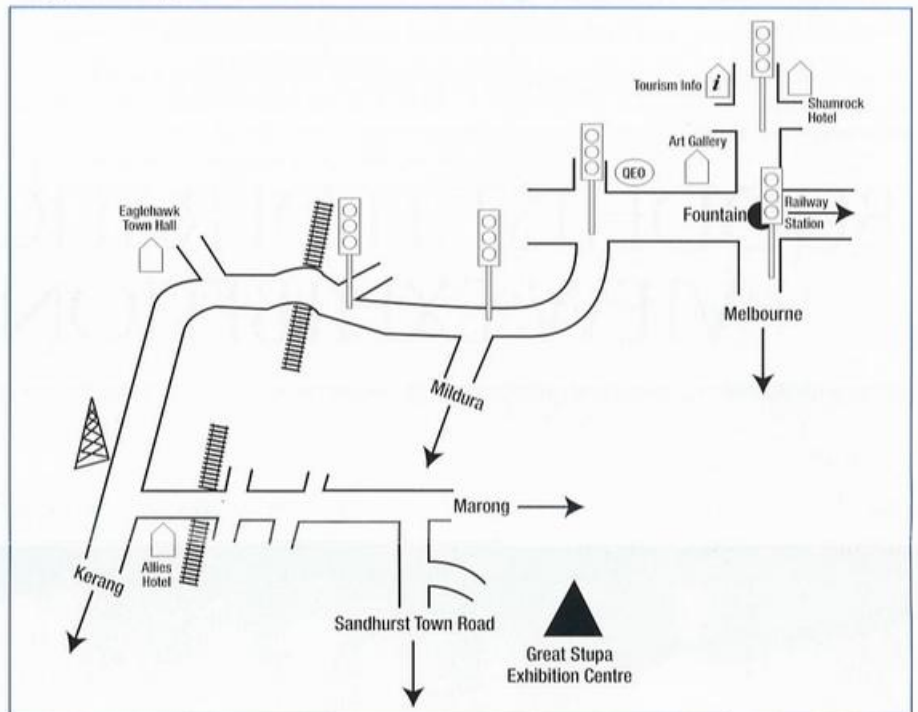 Tourism Info i
Shamrock
Hotel
Art Gallery
QEO
Eaglehawk
Town Hall
Fountain
Railway
Station
Melbourne
Mildura
Marong
Allies
Hotel
Kerang
Sandhurst Town Road
Great Stupa
Exhibition Centre